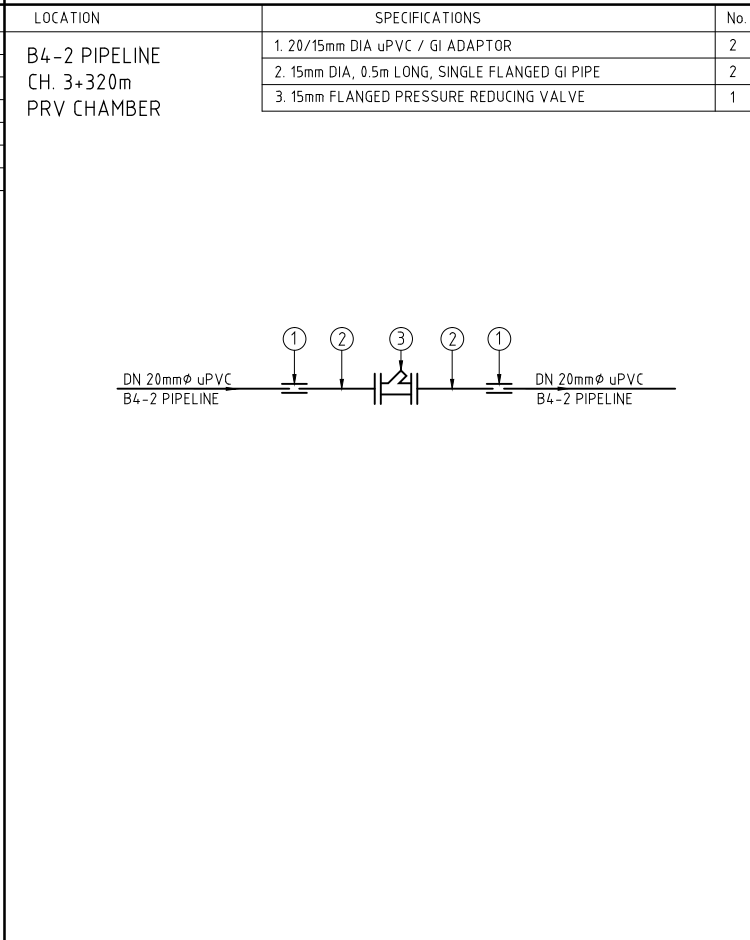 LOCATION SPECIFICATIONS No.
B4-2 PIPELINE
CH. 3+320m
PRV CHAMBER
1. 20/15mm DIA uPVC / GI ADAPTOR 2
2. 15mm DIA, 0.5m LONG, SINGLE FLANGED GI PIPE 2
3. 15mm FLANGED PRESSURE REDUCING VALVE 1
1 2 3 2 1
DN 20mmϕ uPVC DN 20mmϕ uPVC
B4-2 PIPELINE B4-2 PIPELINE